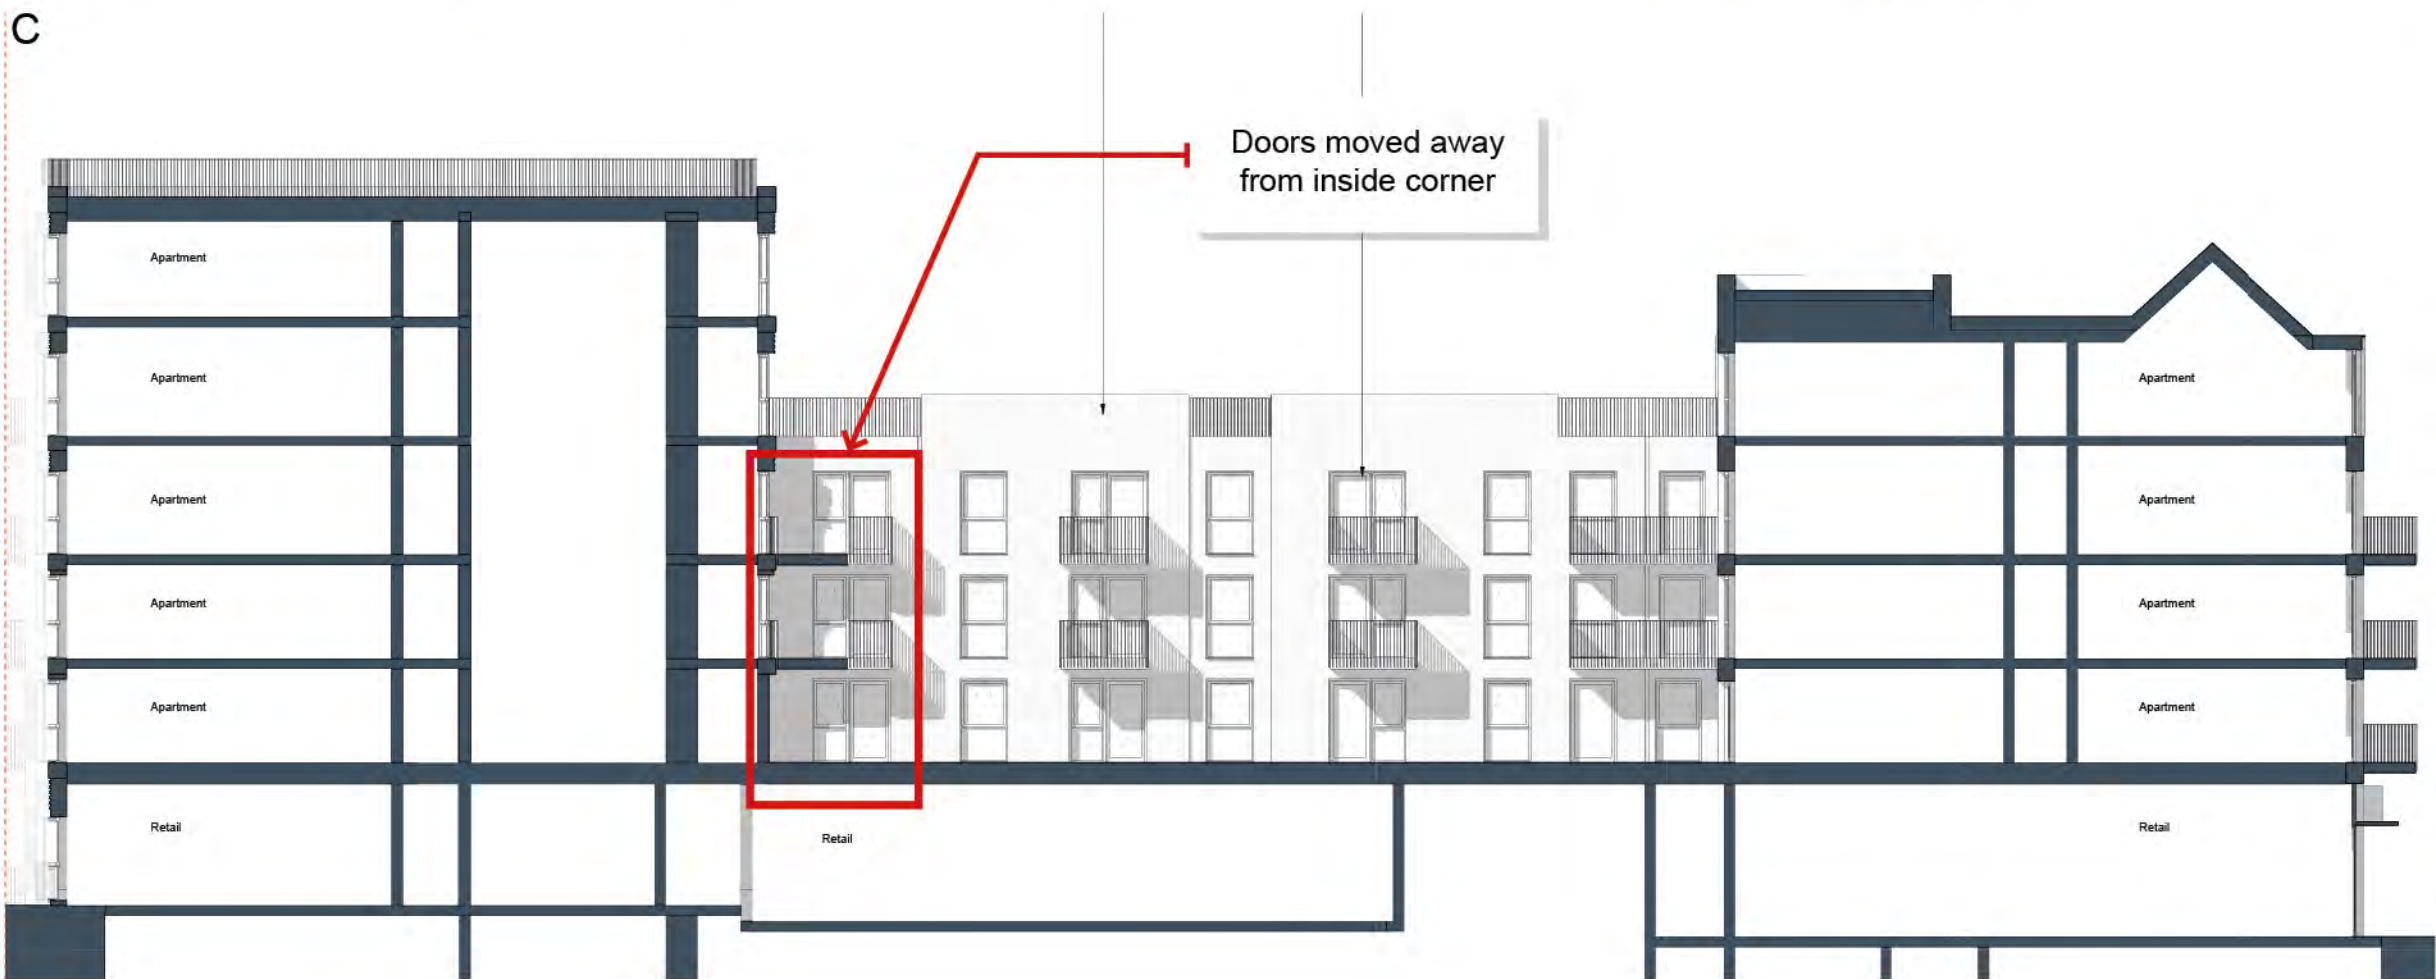 C
Doors moved away
from inside corner
Apartment
Apartment
Apartment
Apartment
Apartment
Apartment
Apartment
Apartment
Apartment
Retail
Retail
Retail